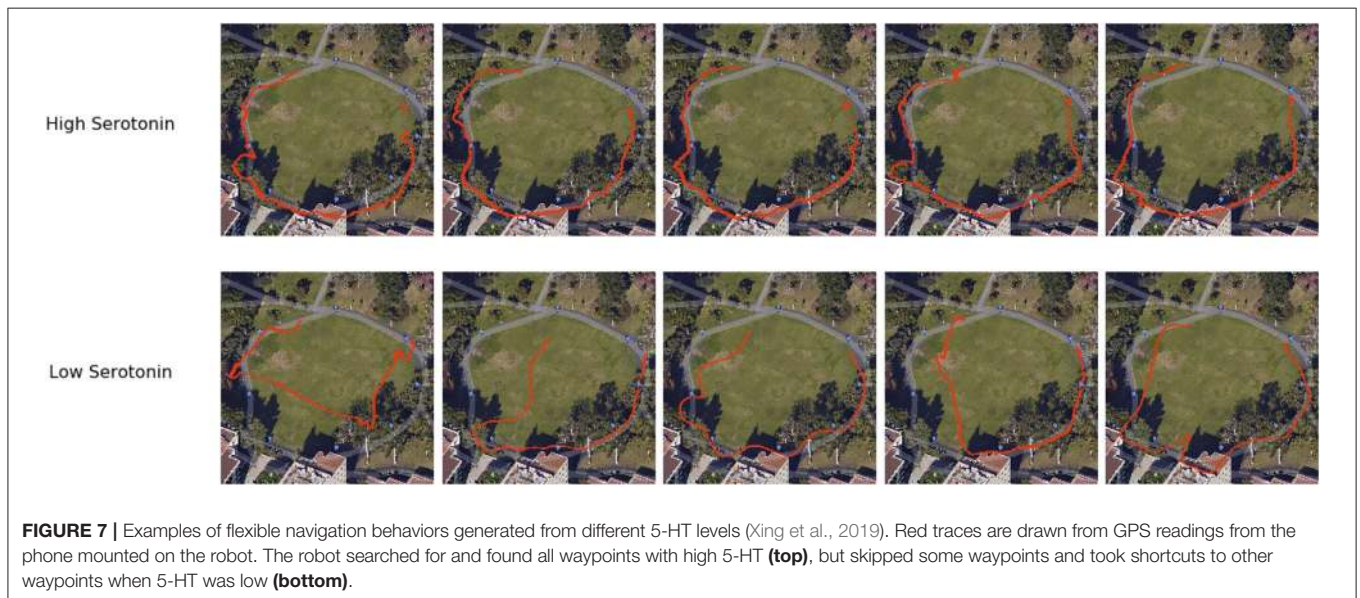 High Serotonin
Low Serotonin
FIGURE 7 | Examples of flexible navigation behaviors generated from different 5-HT levels (Xing et al., 2019). Red traces are drawn from GPS readings from the
phone mounted on the robot. The robot searched for and found all waypoints with high 5-HT (top), but skipped some waypoints and took shortcuts to other
waypoints when 5-HT was low (bottom).